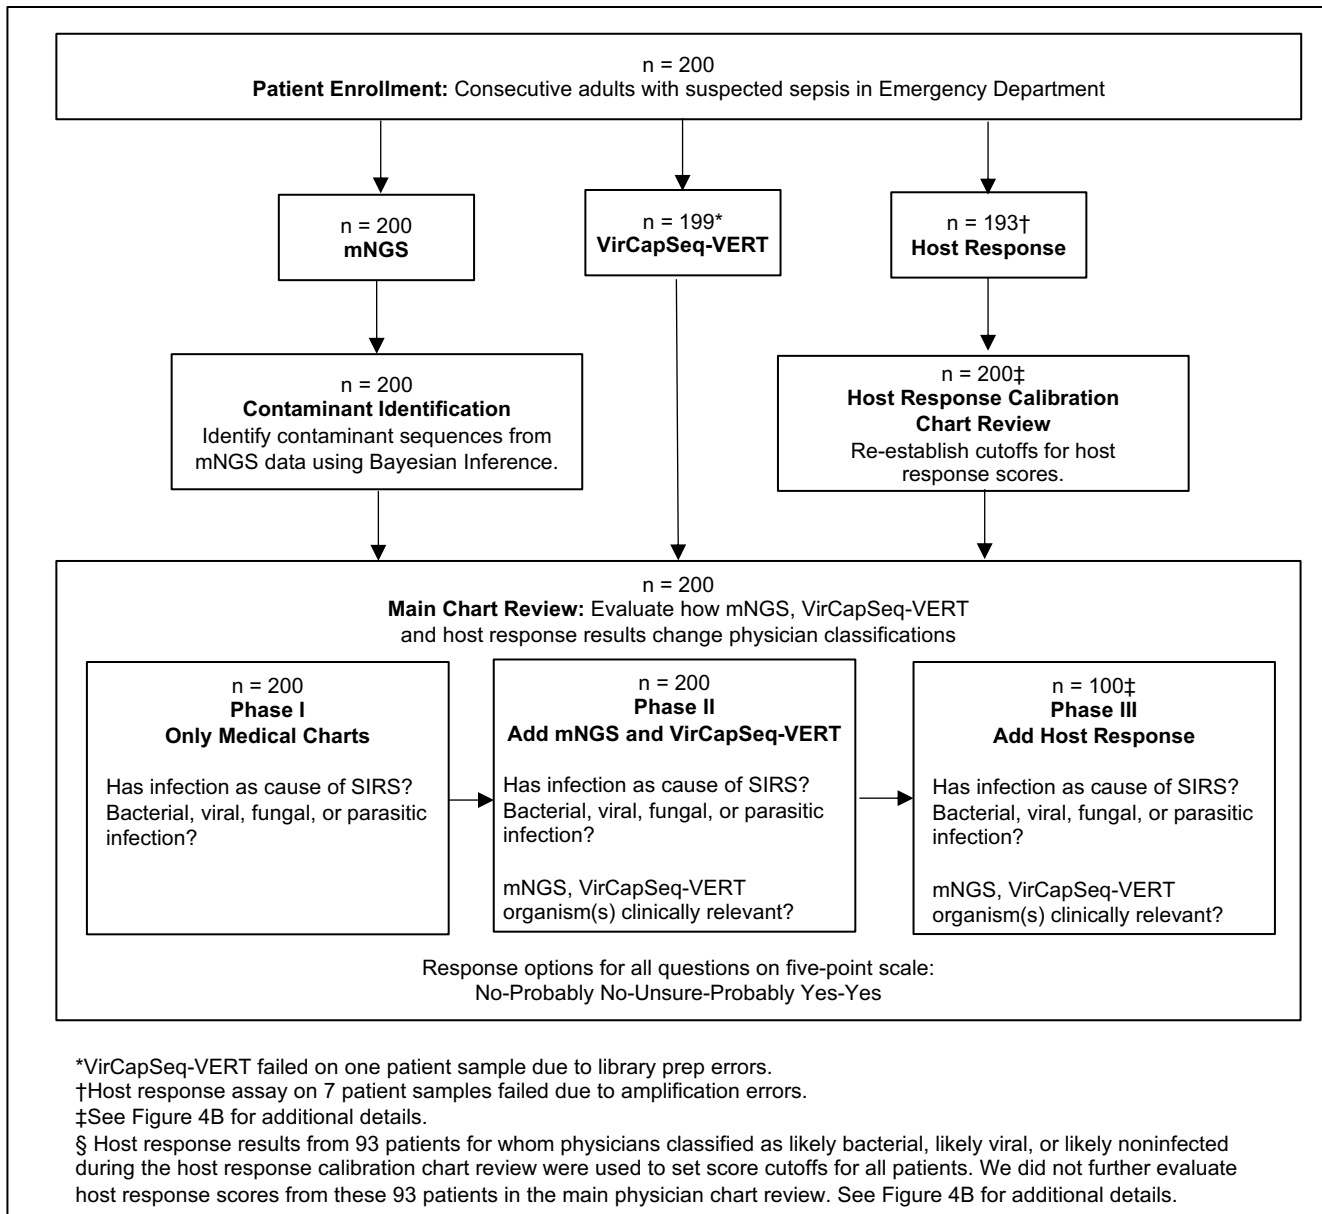 n = 200
Patient Enrollment: Consecutive adults with suspected sepsis in Emergency Department
n = 200
mNGS
n = 199*
VirCapSeq-VERT
n = 193†
Host Response
n = 200
Contaminant Identification
Identify contaminant sequences from
mNGS data using Bayesian Inference.
n = 200‡
Host Response Calibration
Chart Review
Re-establish cutoffs for host
response scores.
n = 200
Main Chart Review: Evaluate how mNGS, VirCapSeq-VERT
and host response results change physician classifications
n = 200
Phase I
Only Medical Charts
Has infection as cause of SIRS?
Bacterial, viral, fungal, or parasitic
infection?
n = 200
Phase II
Add mNGS and VirCapSeq-VERT
Has infection as cause of SIRS?
Bacterial, viral, fungal, or parasitic
infection?
mNGS, VirCapSeq-VERT
organism(s) clinically relevant?
n = 100‡
Phase III
Add Host Response
Has infection as cause of SIRS?
Bacterial, viral, fungal, or parasitic
infection?
mNGS, VirCapSeq-VERT
organism(s) clinically relevant?
Response options for all questions on five-point scale:
No-Probably No-Unsure-Probably Yes-Yes
*VirCapSeq-VERT failed on one patient sample due to library prep errors.
†Host response assay on 7 patient samples failed due to amplification errors.
‡See Figure 4B for additional details.
§ Host response results from 93 patients for whom physicians classified as likely bacterial, likely viral, or likely noninfected
during the host response calibration chart review were used to set score cutoffs for all patients. We did not further evaluate
host response scores from these 93 patients in the main physician chart review. See Figure 4B for additional details.